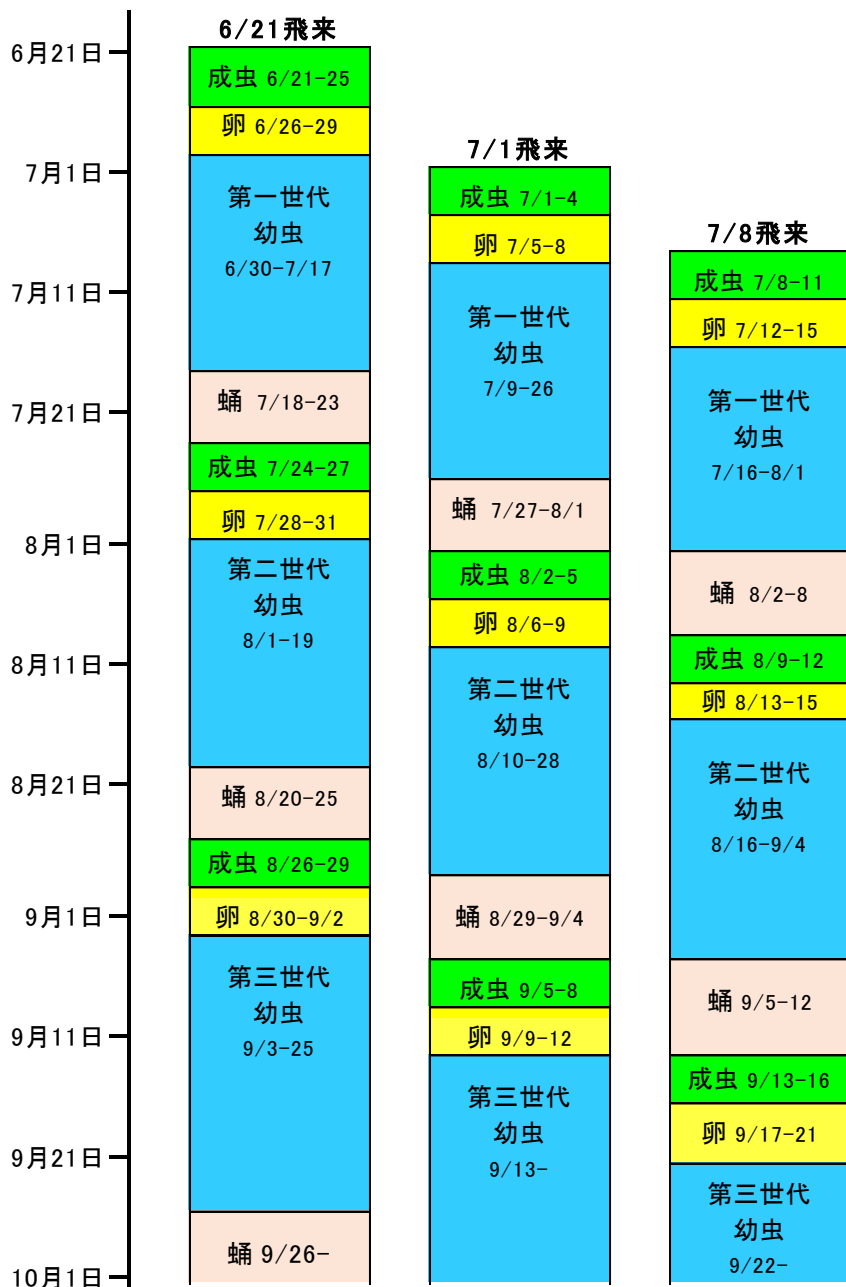 6月21日
7月1日
7月11日
7月21日
8月1日
8月11日
8月21日
9月1日
9月11日
9月21日
10月1日
6/21飛来
成虫 6/21-25
卵 6/26-29
第一世代
幼虫
6/30-7/17
蛹 7/18-23
成虫 7/24-27
卵 7/28-31
第二世代
幼虫
8/1-19
蛹 8/20-25
成虫 8/26-29
卵 8/30-9/2
第三世代
幼虫
9/3-25
蛹 9/26-
7/1飛来
成虫 7/1-4
卵 7/5-8
第一世代
幼虫
7/9-26
蛹 7/27-8/1
成虫 8/2-5
卵 8/6-9
第二世代
幼虫
8/10-28
蛹 8/29-9/4
成虫 9/5-8
卵 9/9-12
第三世代
幼虫
9/13-
7/8飛来
成虫 7/8-11
卵 7/12-15
第一世代
幼虫
7/16-8/1
蛹 8/2-8
成虫 8/9-12
卵 8/13-15
第二世代
幼虫
8/16-9/4
蛹 9/5-12
成虫 9/13-16
卵 9/17-21
第三世代
幼虫
9/22-